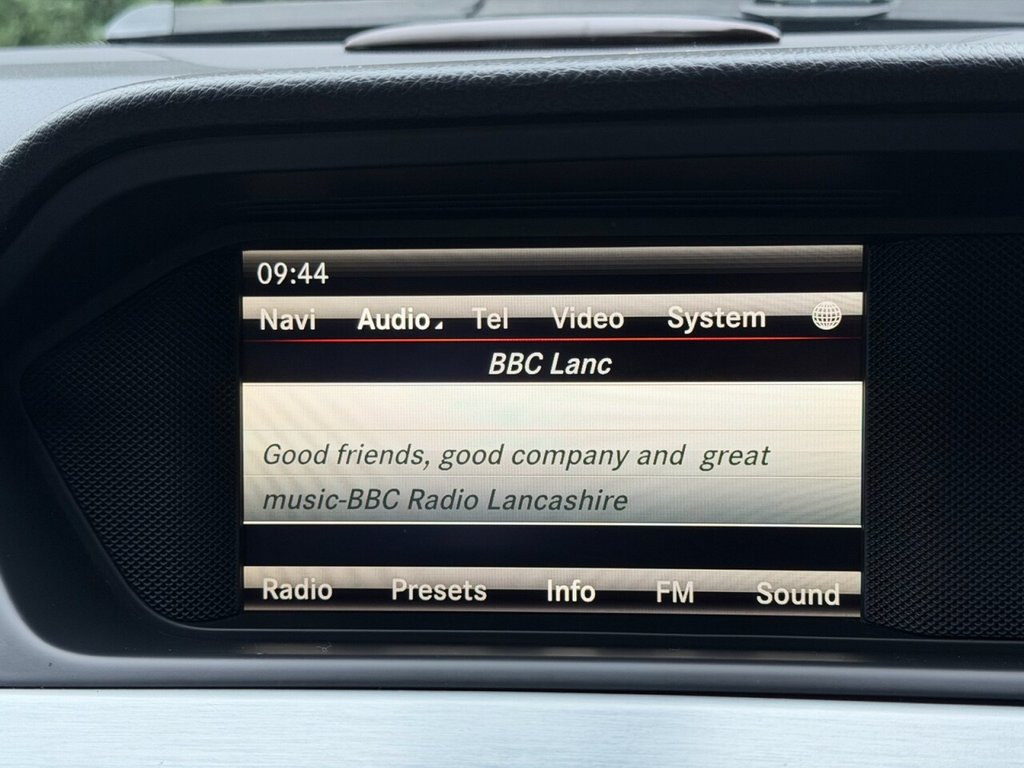 09:44
Navi Audio Tel Video System
BBC Lanc
Good friends, good company and  great
music-BBC Radio Lancashire
Radio Presets Info FM Sound